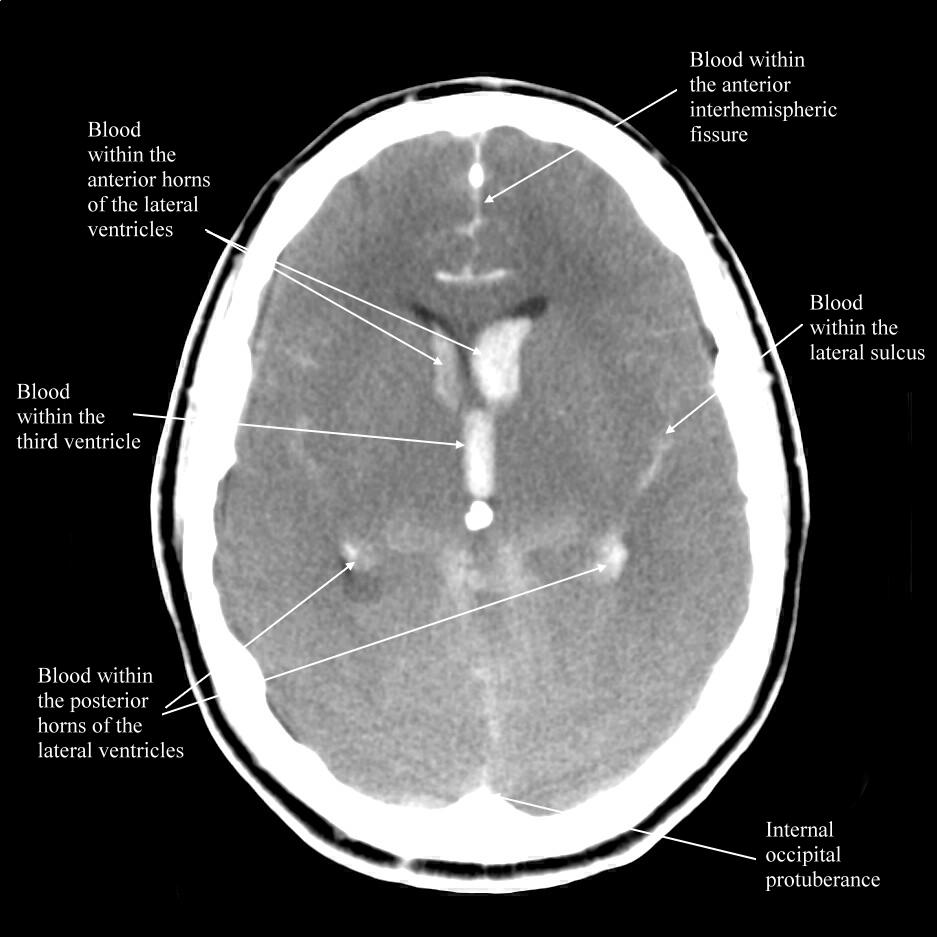 Blood within
the anterior
interhemispheric
fissure
Blood
within the
anterior horns
of the lateral
ventricles
Blood
within the
lateral sulcus
Blood
within the
third ventricle
Blood within
the posterior
horns of the
lateral ventricles
Internal
occipital
protuberance